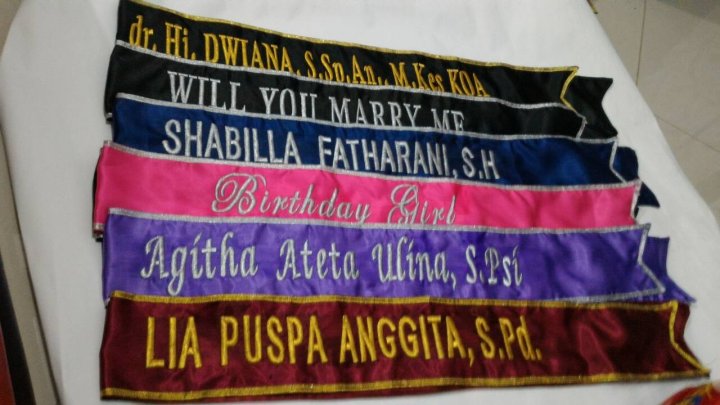 dr. Hj. DWIANA, S.Sp.An., M.Kes KOA
WILL YOU MARRY ME
SHABILLA FATHARANI, S.H
Birthday Girl
Agitha Ateta Ulina, S.Psi
LIA PUSPA ANGGITA, S.Pd.